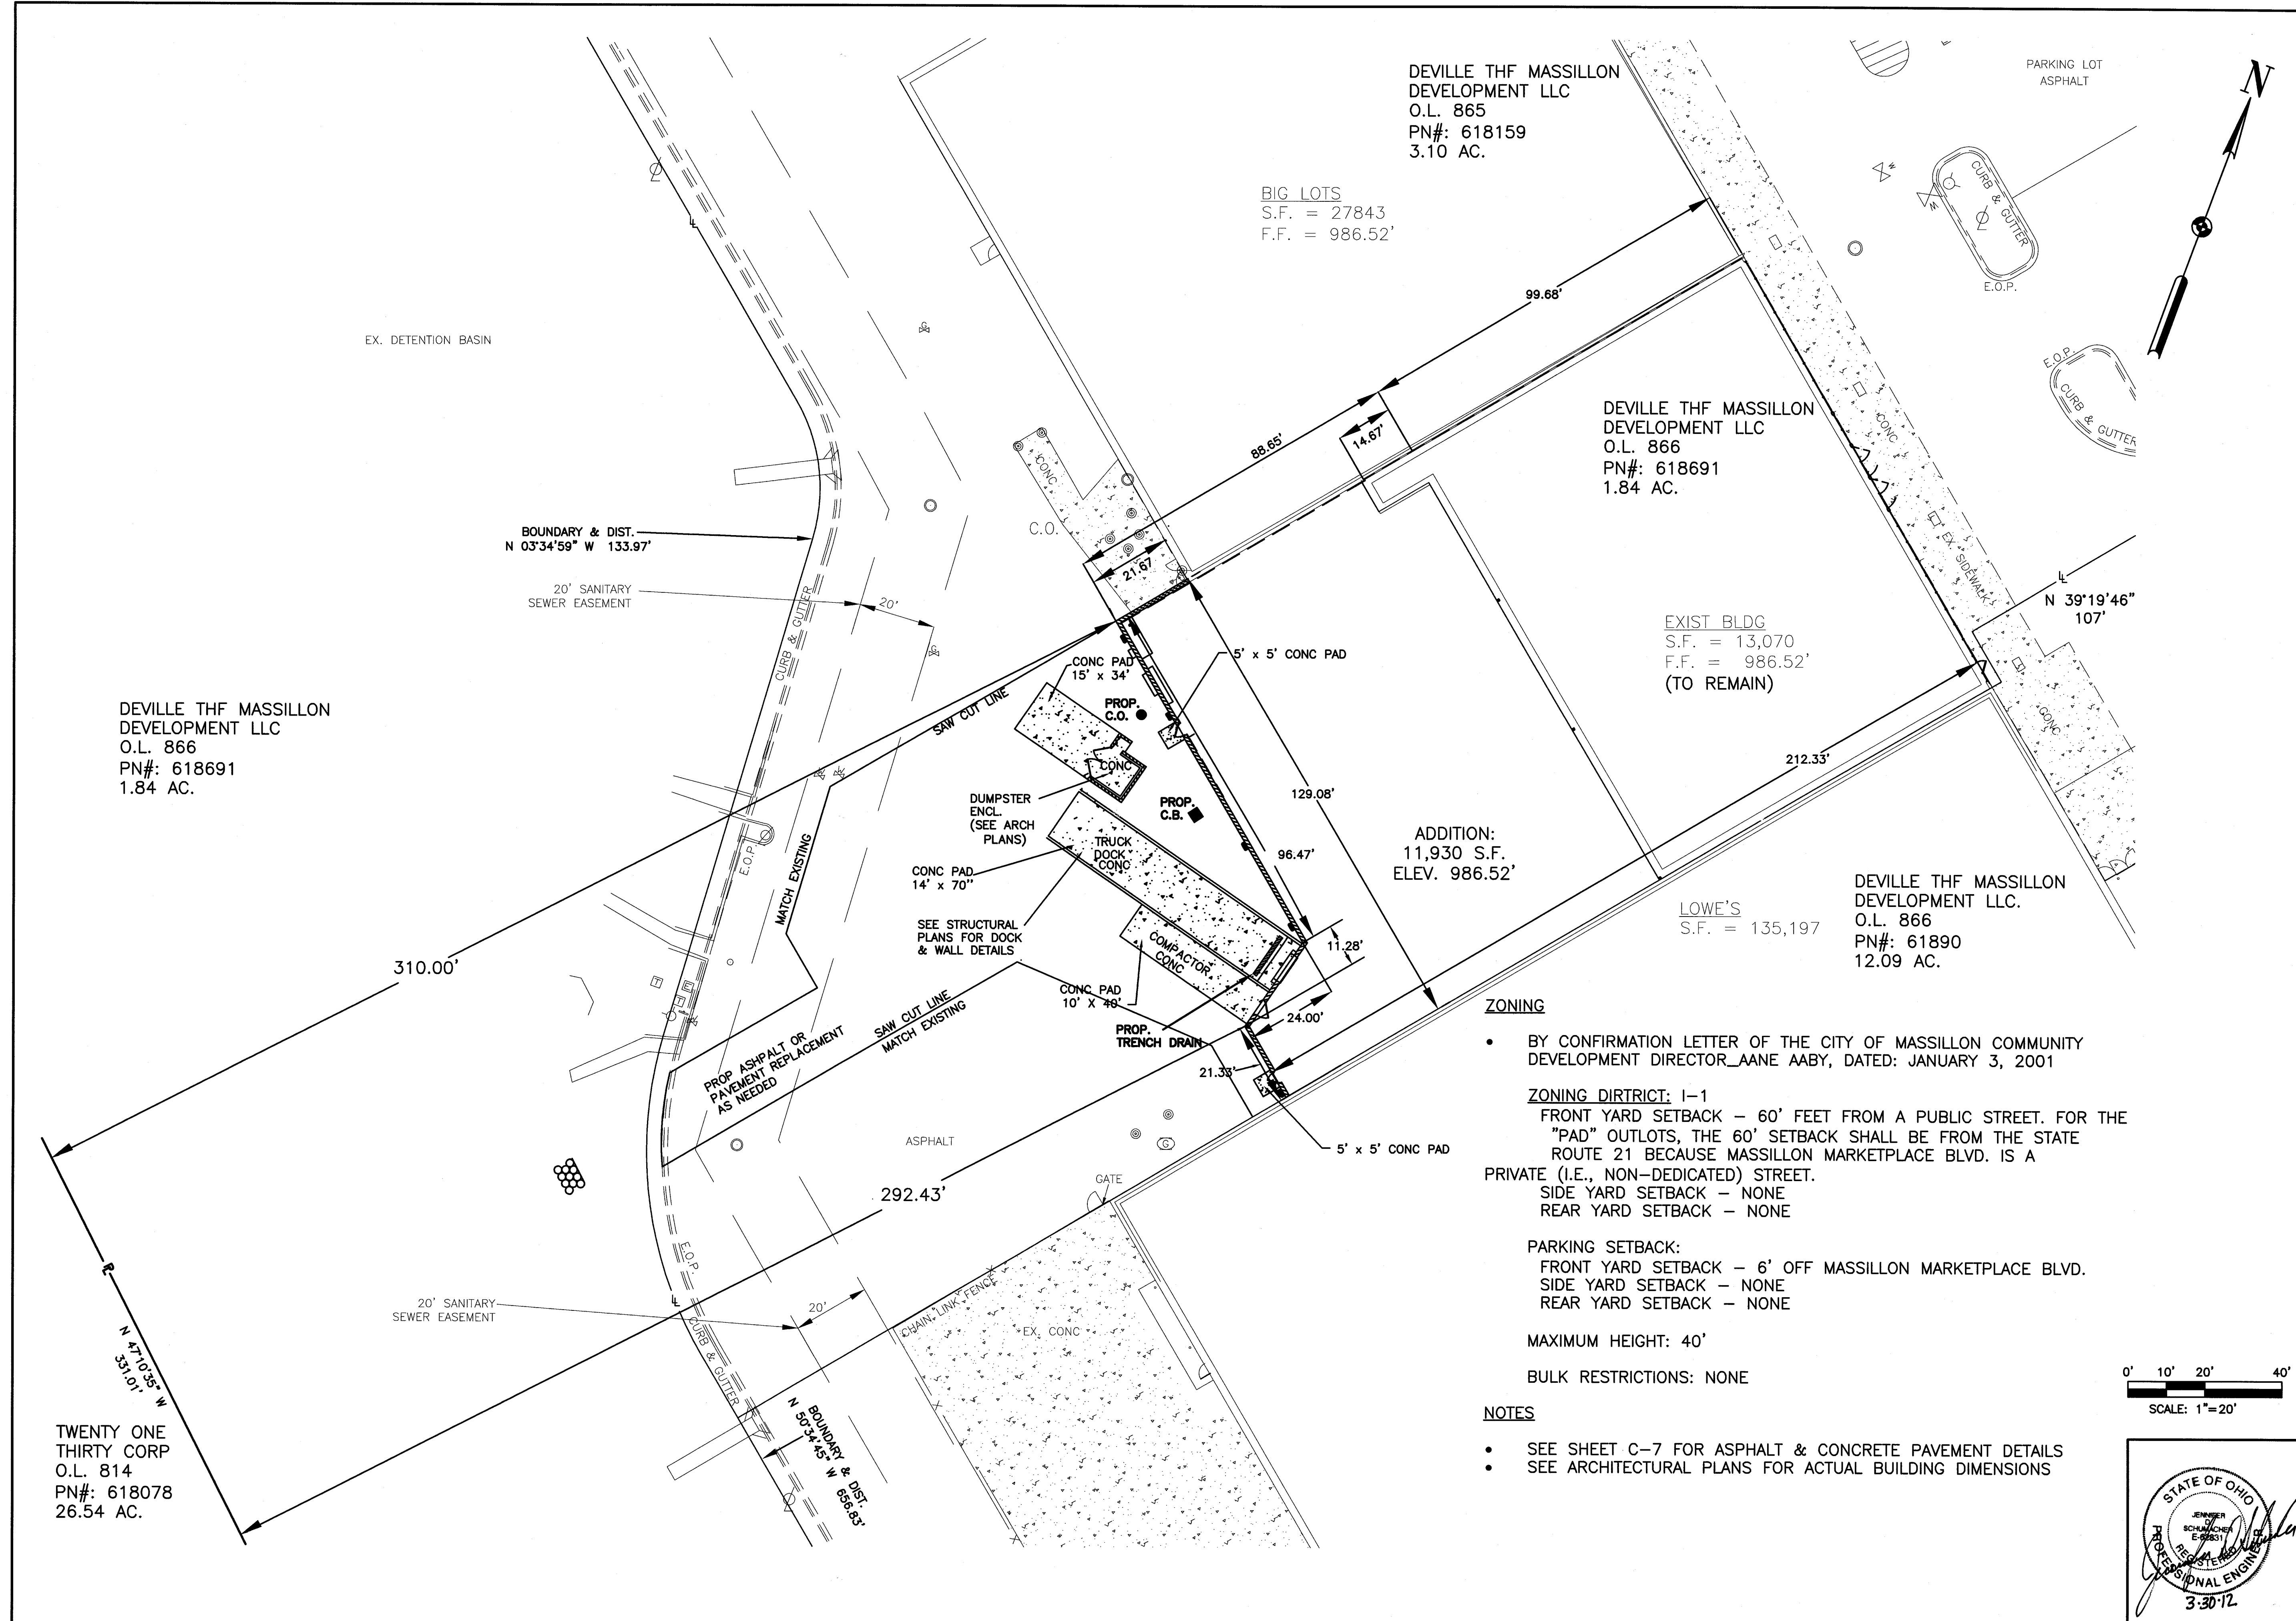 DEVILLE THF MASSILLON
DEVELOPMENT LLC
O.L. 865
PN#: 618159
3.10 AC.
PARKING LOT
ASPHALT
N
BIG LOTS
S.F. = 27843
F.F. = 986.52'
W
W
CURB & GUTTER
E.O.P.
E.O.P.
CURB & GUTTER
99.68'
EX. DETENTION BASIN
G
88.65'
14.67'
DEVILLE THF MASSILLON
DEVELOPMENT LLC
O.L. 866
PN#: 618691
1.84 AC.
CONC
CONC
C.O.
21.67
BOUNDARY & DIST.
N 03°34'59" W 133.97'
20' SANITARY
SEWER EASEMENT
20'
CURB & GUTTER
G
EX. SIDEWALK
N 39°19'46"
107'
EXIST BLDG
S.F. = 13,070
F.F. = 986.52'
(TO REMAIN)
5' x 5' CONC PAD
CONC PAD
15' x 34'
PROP.
C.O.
SAW CUT LINE
CONC
CONC
DEVILLE THF MASSILLON
DEVELOPMENT LLC
O.L. 866
PN#: 618691
1.84 AC.
DUMPSTER
ENCL.
(SEE ARCH
PLANS)
PROP.
C.B.
129.08'
212.33'
MATCH EXISTING
E.O.P.
TRUCK
DOCK
CONC
96.47'
ADDITION:
11,930 S.F.
ELEV. 986.52'
CONC PAD
14' x 70"
SEE STRUCTURAL
PLANS FOR DOCK
& WALL DETAILS
COMPACTOR
CONC
11.28'
LOWE'S
S.F. = 135,197
DEVILLE THF MASSILLON
DEVELOPMENT LLC.
O.L. 866
PN#: 61890
12.09 AC.
310.00'
T
E
T
CONC PAD
10' X 40'
SAW CUT LINE
MATCH EXISTING
PROP.
TRENCH DRAIN
24.00'
21.33'
PROP ASHPALT OR
PAVEMENT REPLACEMENT
AS NEEDED
ASPHALT
G
5' x 5' CONC PAD
292.43'
GATE
E.O.P.
20' SANITARY
SEWER EASEMENT
20'
CHAIN LINK FENCE
EX. CONC
CURB & GUTTER
BOUNDARY & DIST.
N 50°34'45" W 656.83'
N 47°10'35" W
331.01'
TWENTY ONE
THIRTY CORP
O.L. 814
PN#: 618078
26.54 AC.
ZONING
• BY CONFIRMATION LETTER OF THE CITY OF MASSILLON COMMUNITY
DEVELOPMENT DIRECTOR_AANE AABY, DATED: JANUARY 3, 2001
ZONING DIRTRICT: I-1
FRONT YARD SETBACK - 60' FEET FROM A PUBLIC STREET. FOR THE
"PAD" OUTLOTS, THE 60' SETBACK SHALL BE FROM THE STATE
ROUTE 21 BECAUSE MASSILLON MARKETPLACE BLVD. IS A
PRIVATE (I.E., NON-DEDICATED) STREET.
SIDE YARD SETBACK - NONE
REAR YARD SETBACK - NONE
PARKING SETBACK:
FRONT YARD SETBACK - 6' OFF MASSILLON MARKETPLACE BLVD.
SIDE YARD SETBACK - NONE
REAR YARD SETBACK - NONE
MAXIMUM HEIGHT: 40'
BULK RESTRICTIONS: NONE
NOTES
• SEE SHEET C-7 FOR ASPHALT & CONCRETE PAVEMENT DETAILS
• SEE ARCHITECTURAL PLANS FOR ACTUAL BUILDING DIMENSIONS
0' 10' 20' 40'
SCALE: 1"=20'
STATE OF OHIO
JENNIFER
D
SCHUMACHER
REGISTERED
PROFESSIONAL ENGINEER
3·30·12